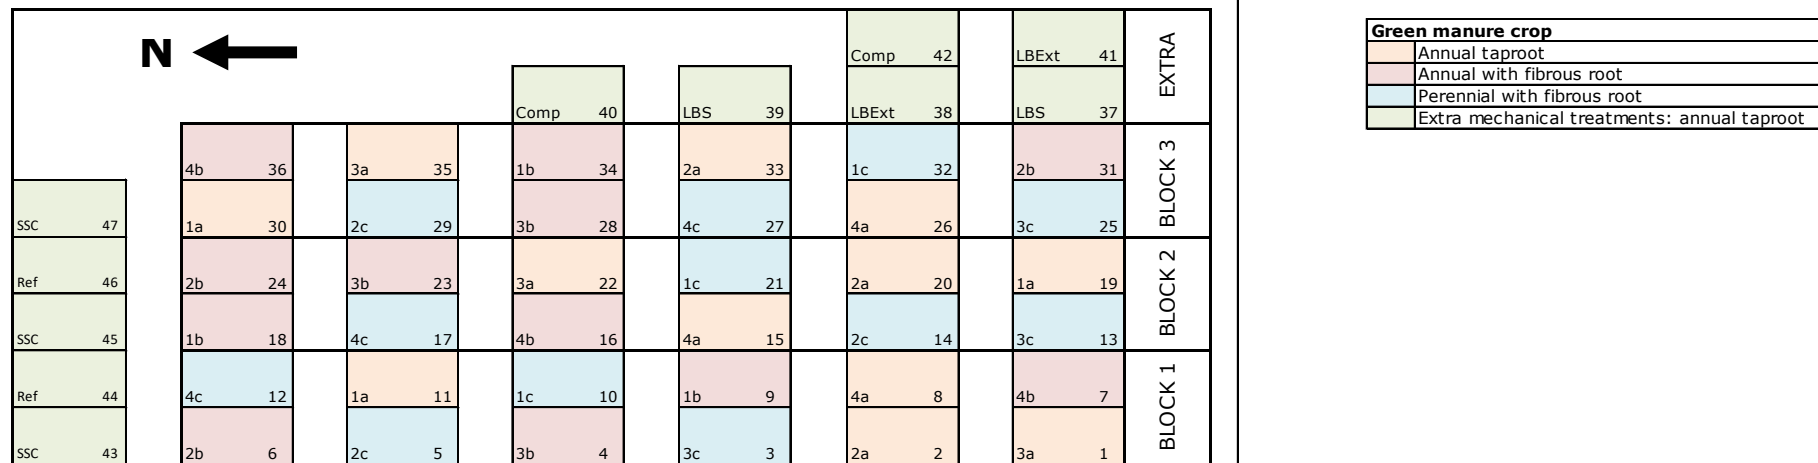 N
Comp 42 LBExt 41
EXTRA
Comp 40 LBS 39 LBExt 38 LBS 37
4b 36 3a 35 1b 34 2a 33 1c 32 2b 31
BLOCK 3
SSC 47 1a 30 2c 29 3b 28 4c 27 4a 26 3c 25
Ref 46 2b 24 3b 23 3a 22 1c 21 2a 20 1a 19
BLOCK 2
SSC 45 1b 18 4c 17 4b 16 4a 15 2c 14 3c 13
Ref 44 4c 12 1a 11 1c 10 1b 9 4a 8 4b 7
BLOCK 1
SSC 43 2b 6 2c 5 3b 4 3c 3 2a 2 3a 1
Green manure crop
Annual taproot
Annual with fibrous root
Perennial with fibrous root
Extra mechanical treatments: annual taproot